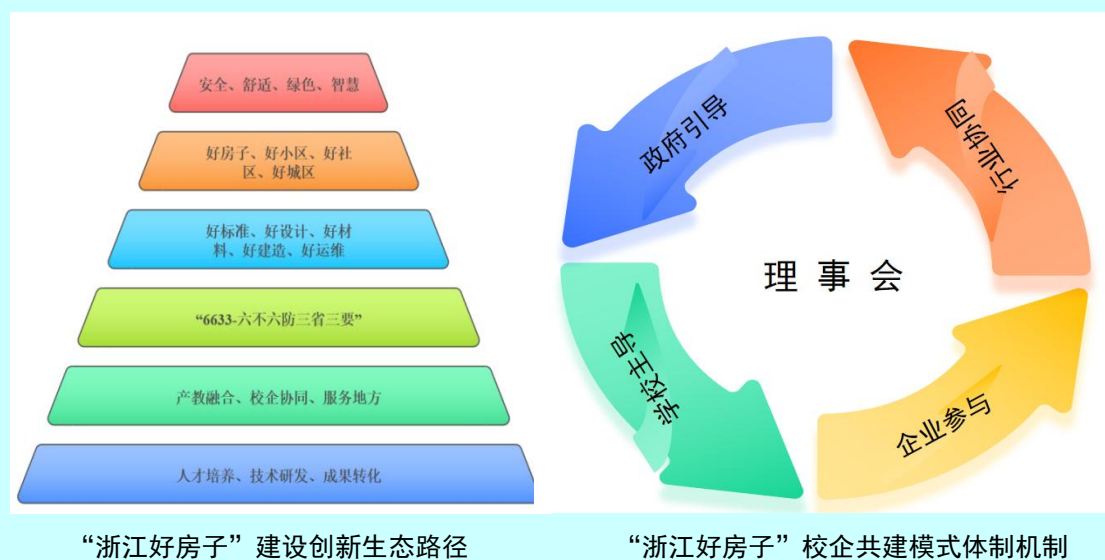 安全、舒适、绿色、智慧
好房子、好小区、好社
区、好城区
好标准、好设计、好材
料、好建造、好运维
“6633-六不六防三省三要”
产教融合、校企协同、服务地方
人才培养、技术研发、成果转化
政府引导
行业协同
理事会
学校主导
企业参与
“浙江好房子”建设创新生态路径
“浙江好房子”校企共建模式体制机制